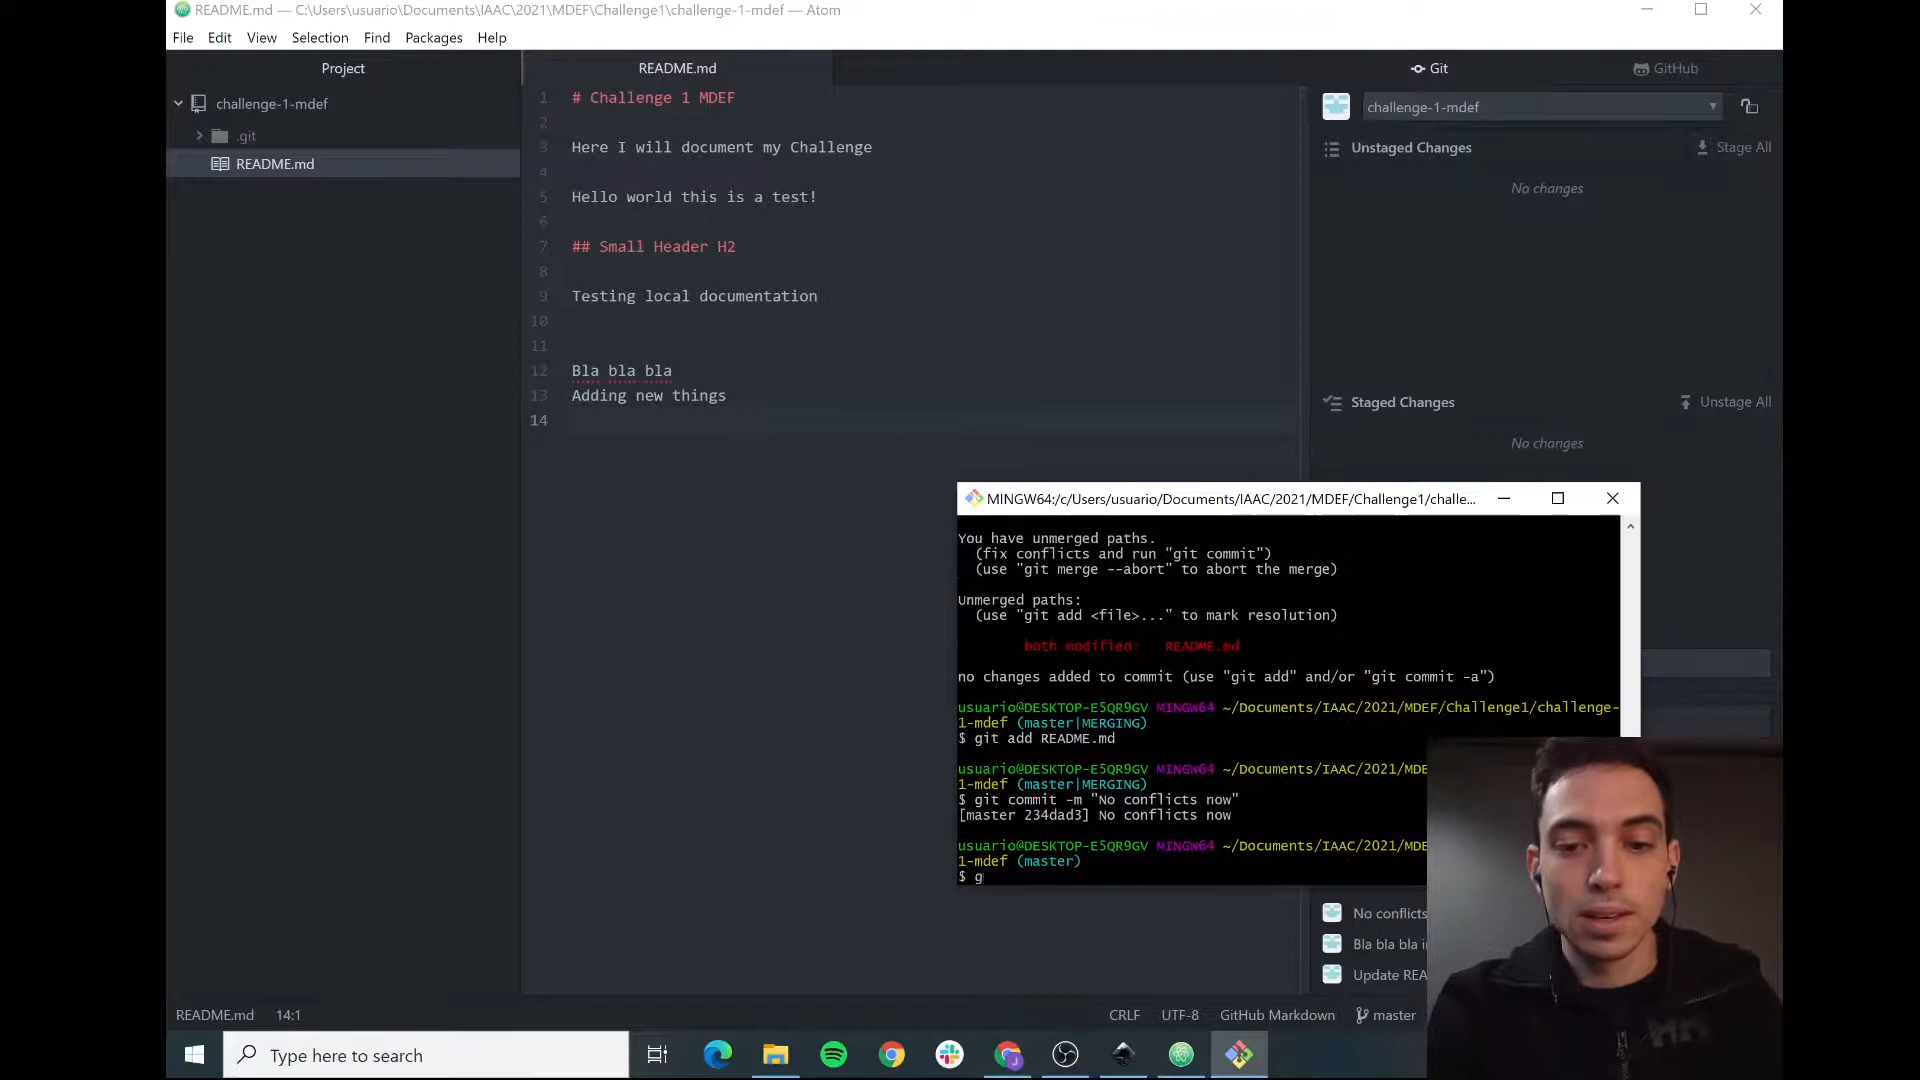 README.md — C:\Users\usuario\Documents\IAAC\2021\MDEF\Challenge1\challenge-1-mdef — Atom
File Edit View Selection Find Packages Help
Project
challenge-1-mdef
.git
README.md
README.md
1 # Challenge 1 MDEF
2
3 Here I will document my Challenge
4
5 Hello world this is a test!
6
7 ## Small Header H2
8
9 Testing local documentation
10
11
12 Bla bla bla
13 Adding new things
14
Git GitHub
challenge-1-mdef
Unstaged Changes Stage All
No changes
Staged Changes Unstage All
No changes
MINGW64:/c/Users/usuario/Documents/IAAC/2021/MDEF/Challenge1/challe...
You have unmerged paths.
(fix conflicts and run "git commit")
(use "git merge --abort" to abort the merge)
Unmerged paths:
(use "git add <file>..." to mark resolution)
both modified: README.md
no changes added to commit (use "git add" and/or "git commit -a")
usuario@DESKTOP-E5QR9GV MINGW64 ~/Documents/IAAC/2021/MDEF/Challenge1/challenge-
1-mdef (master|MERGING)
$ git add README.md
usuario@DESKTOP-E5QR9GV MINGW64 ~/Documents/IAAC/2021/MDE
1-mdef (master|MERGING)
$ git commit -m "No conflicts now"
[master 234dad3] No conflicts now
usuario@DESKTOP-E5QR9GV MINGW64 ~/Documents/IAAC/2021/MDE
1-mdef (master)
$ g
No conflicts
Bla bla bla i
Update REA
README.md 14:1
CRLF UTF-8 GitHub Markdown master
Type here to search